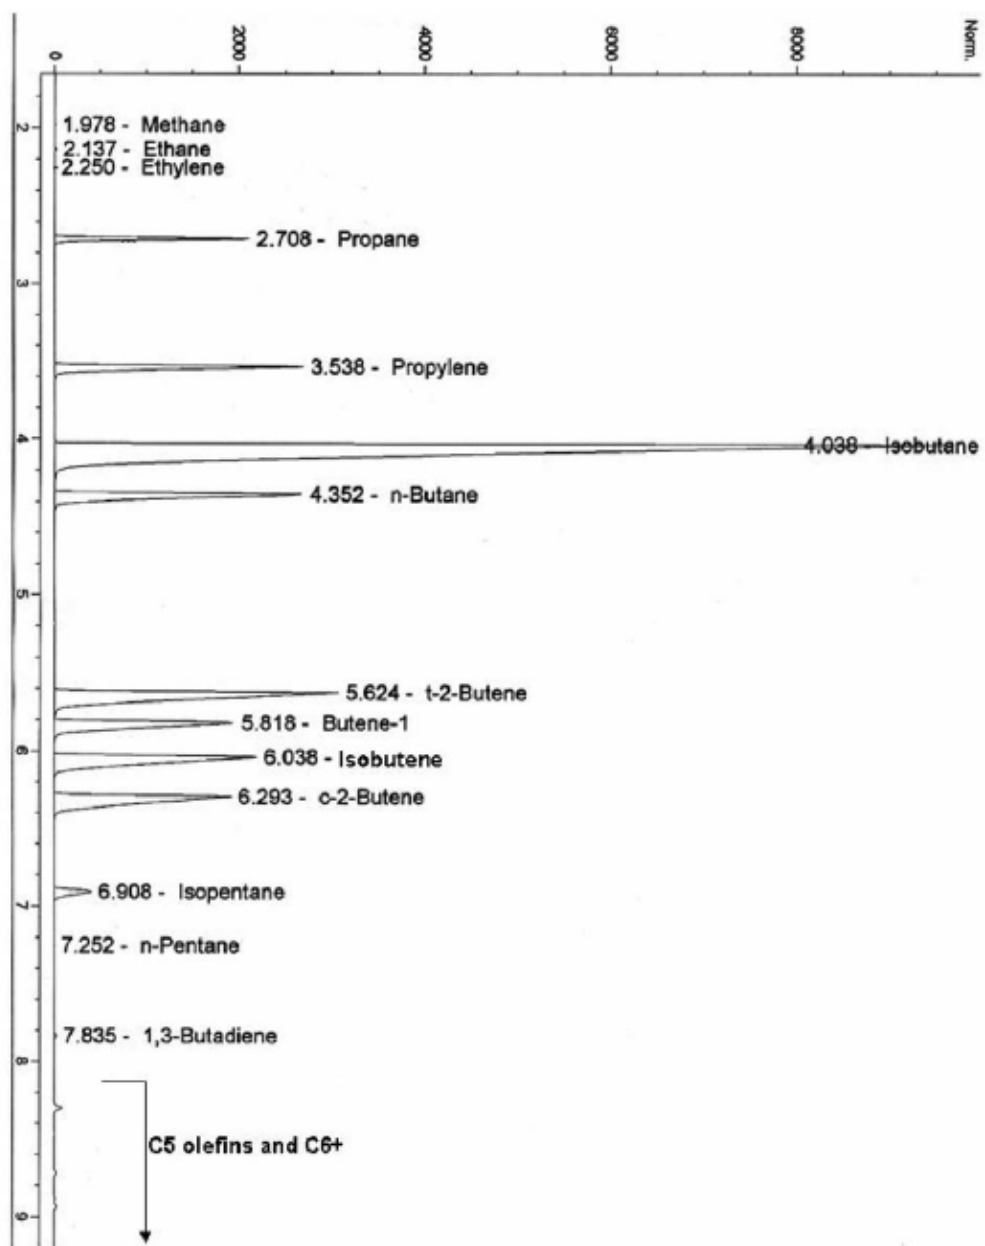 Norm.
0
2000
4000
6000
8000
2
1.978 - Methane
2.137 - Ethane
2.250 - Ethylene
2.708 - Propane
3
3.538 - Propylene
4
4.038 - Isobutane
4.352 - n-Butane
5
5.624 - t-2-Butene
5.818 - Butene-1
6
6.038 - Isobutene
6.293 - c-2-Butene
6.908 - Isopentane
7
7.252 - n-Pentane
7.835 - 1,3-Butadiene
8
C5 olefins and C6+
9